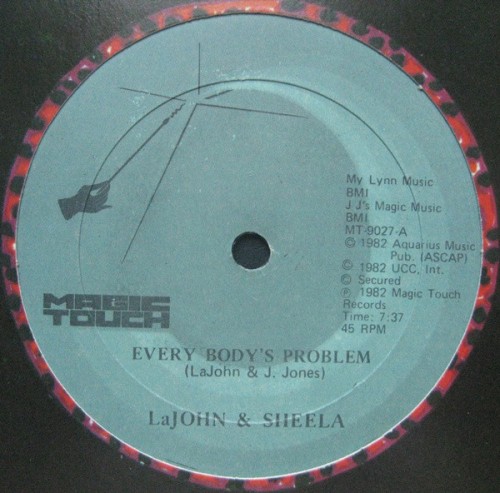 My Lynn Music
BMI
J J's Magic Music
BMI
MT-9027-A
© 1982 Aquarius Music
Pub. (ASCAP)
© 1982 UCC, Int.
© Secured
℗ 1982 Magic Touch
Records
Time: 7:37
45 RPM
MAGIC
TOUCH
EVERY BODY'S PROBLEM
(LaJohn & J. Jones)
LaJOHN & SHEELA